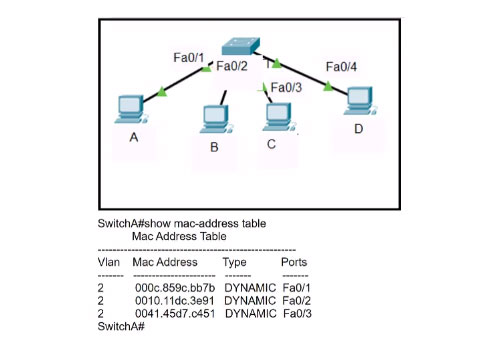 Fa0/1
Fa0/2
Fa0/4
Fa0/3
A
B
C
D
SwitchA#show mac-address table
Mac Address Table
-------------------------------------------------------
Vlan Mac Address Type Ports
------- ---------------------- ------- -------
2 000c.859c.bb7b DYNAMIC Fa0/1
2 0010.11dc.3e91 DYNAMIC Fa0/2
2 0041.45d7.c451 DYNAMIC Fa0/3
SwitchA#